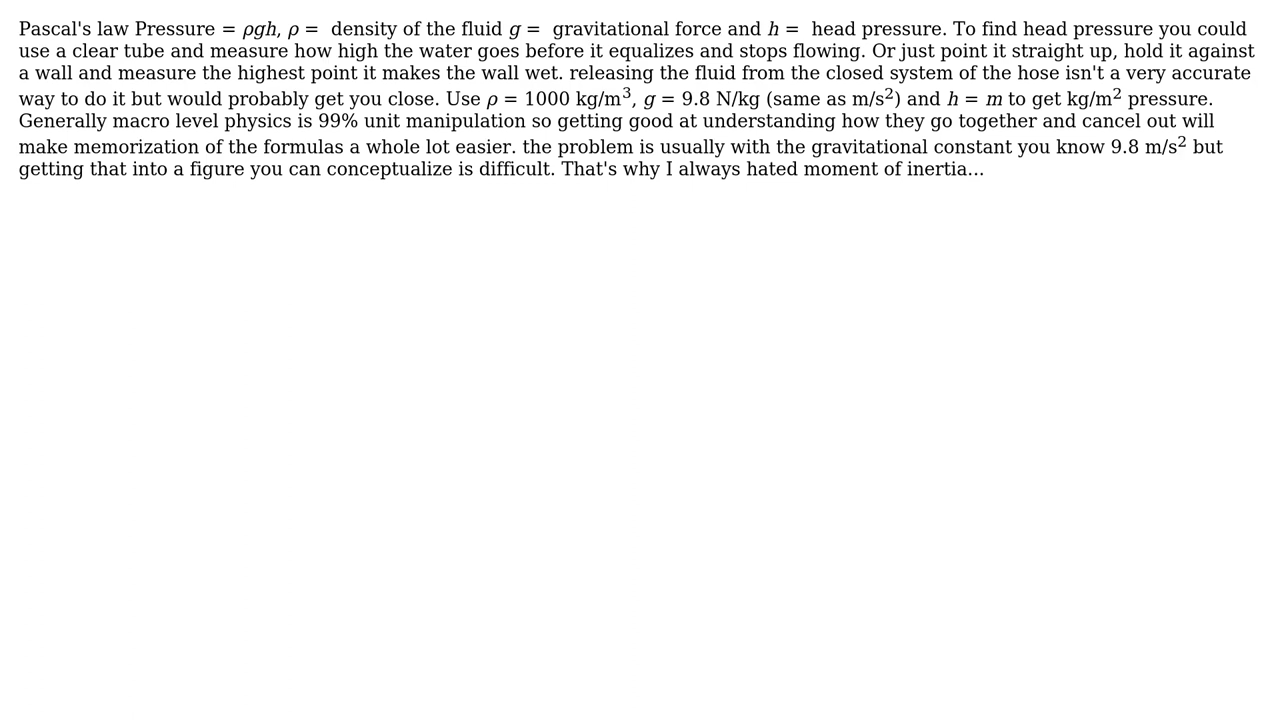 Pascal's law Pressure = ρgh, ρ = density of the fluid g = gravitational force and h = head pressure. To find head pressure you could
use a clear tube and measure how high the water goes before it equalizes and stops flowing. Or just point it straight up, hold it against
a wall and measure the highest point it makes the wall wet. releasing the fluid from the closed system of the hose isn't a very accurate
way to do it but would probably get you close. Use ρ = 1000 kg/m³, g = 9.8 N/kg (same as m/s²) and h = m to get kg/m² pressure.
Generally macro level physics is 99% unit manipulation so getting good at understanding how they go together and cancel out will
make memorization of the formulas a whole lot easier. the problem is usually with the gravitational constant you know 9.8 m/s² but
getting that into a figure you can conceptualize is difficult. That's why I always hated moment of inertia...